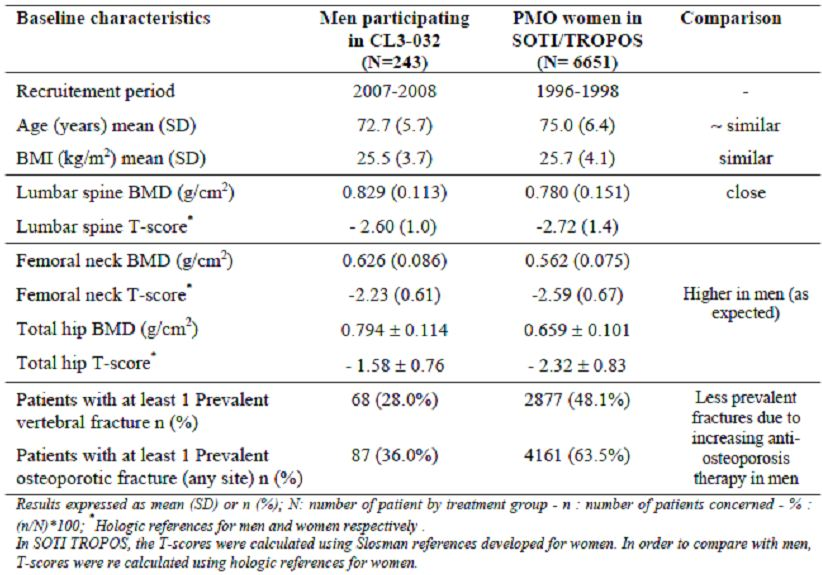 Baseline characteristics Men participating in CL3-032 (N=243) PMO women in SOTI/TROPOS (N= 6651) Comparison
Recruitement period 2007-2008 1996-1998 -
Age (years) mean (SD) 72.7 (5.7) 75.0 (6.4) ~ similar
BMI (kg/m²) mean (SD) 25.5 (3.7) 25.7 (4.1) similar
Lumbar spine BMD (g/cm²) 0.829 (0.113) 0.780 (0.151) close
Lumbar spine T-score* - 2.60 (1.0) -2.72 (1.4)
Femoral neck BMD (g/cm²) 0.626 (0.086) 0.562 (0.075)
Femoral neck T-score* -2.23 (0.61) -2.59 (0.67) Higher in men (as expected)
Total hip BMD (g/cm²) 0.794 ± 0.114 0.659 ± 0.101
Total hip T-score* - 1.58 ± 0.76 - 2.32 ± 0.83
Patients with at least 1 Prevalent vertebral fracture n (%) 68 (28.0%) 2877 (48.1%) Less prevalent fractures due to increasing anti-osteoporosis therapy in men
Patients with at least 1 Prevalent osteoporotic fracture (any site) n (%) 87 (36.0%) 4161 (63.5%)
Results expressed as mean (SD) or n (%); N: number of patient by treatment group - n : number of patients concerned - % :
(n/N)*100; *Hologic references for men and women respectively .
In SOTI TROPOS, the T-scores were calculated using Slosman references developed for women. In order to compare with men,
T-scores were re calculated using hologic references for women.